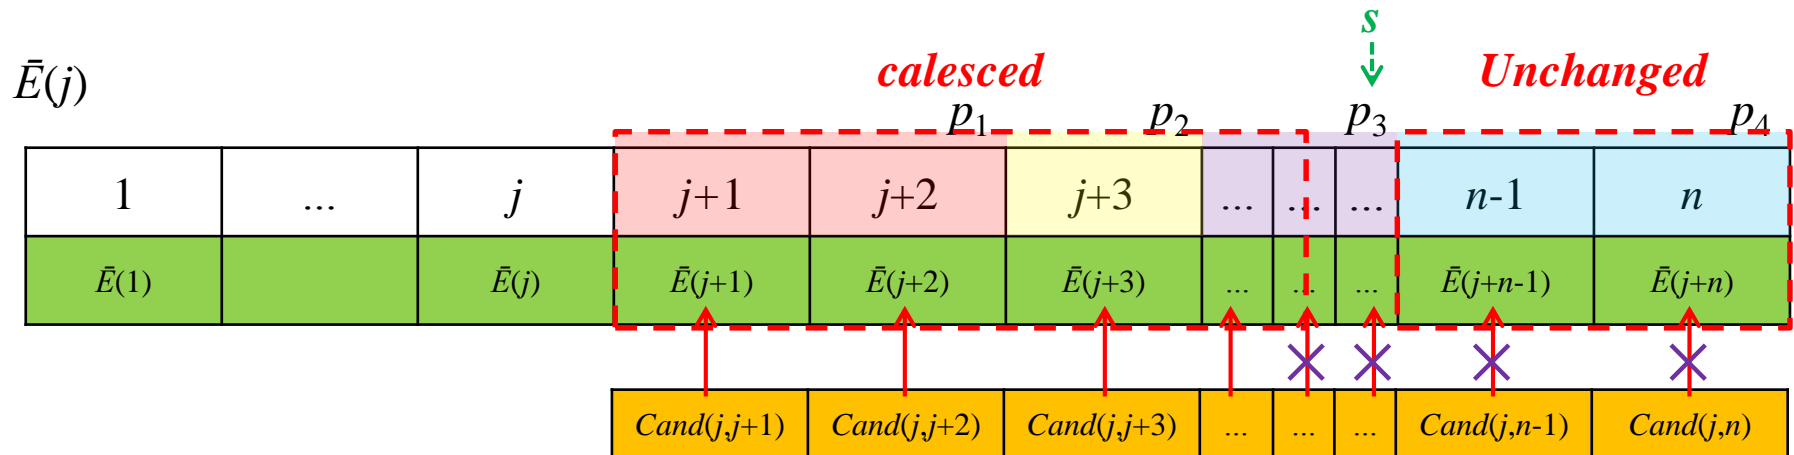 s
calesced Unchanged
Ē(j)
p1 p2 p3 p4
1 ... j j+1 j+2 j+3 ... ... ... n-1 n
Ē(1) Ē(j) Ē(j+1) Ē(j+2) Ē(j+3) ... ... ... Ē(j+n-1) Ē(j+n)
Cand(j,j+1) Cand(j,j+2) Cand(j,j+3) ... ... ... Cand(j,n-1) Cand(j,n)